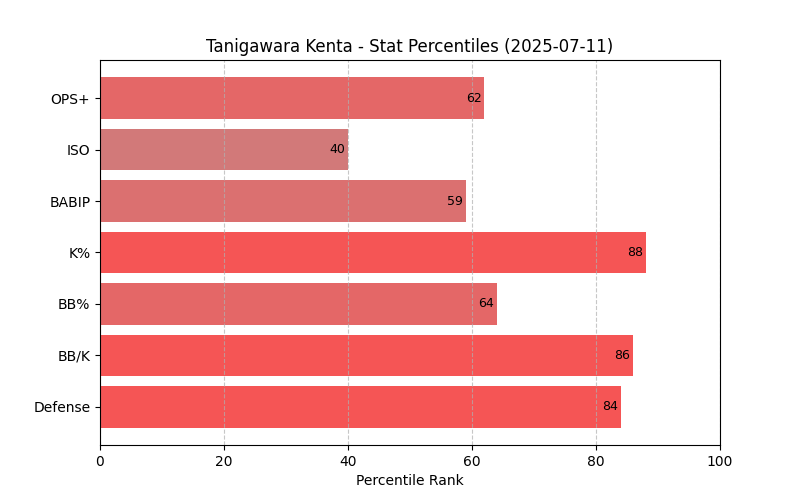 Tanigawara Kenta - Stat Percentiles (2025-07-11)
OPS+ 62
ISO 40
BABIP 59
K% 88
BB% 64
BB/K 86
Defense 84
0 20 40 60 80 100
Percentile Rank